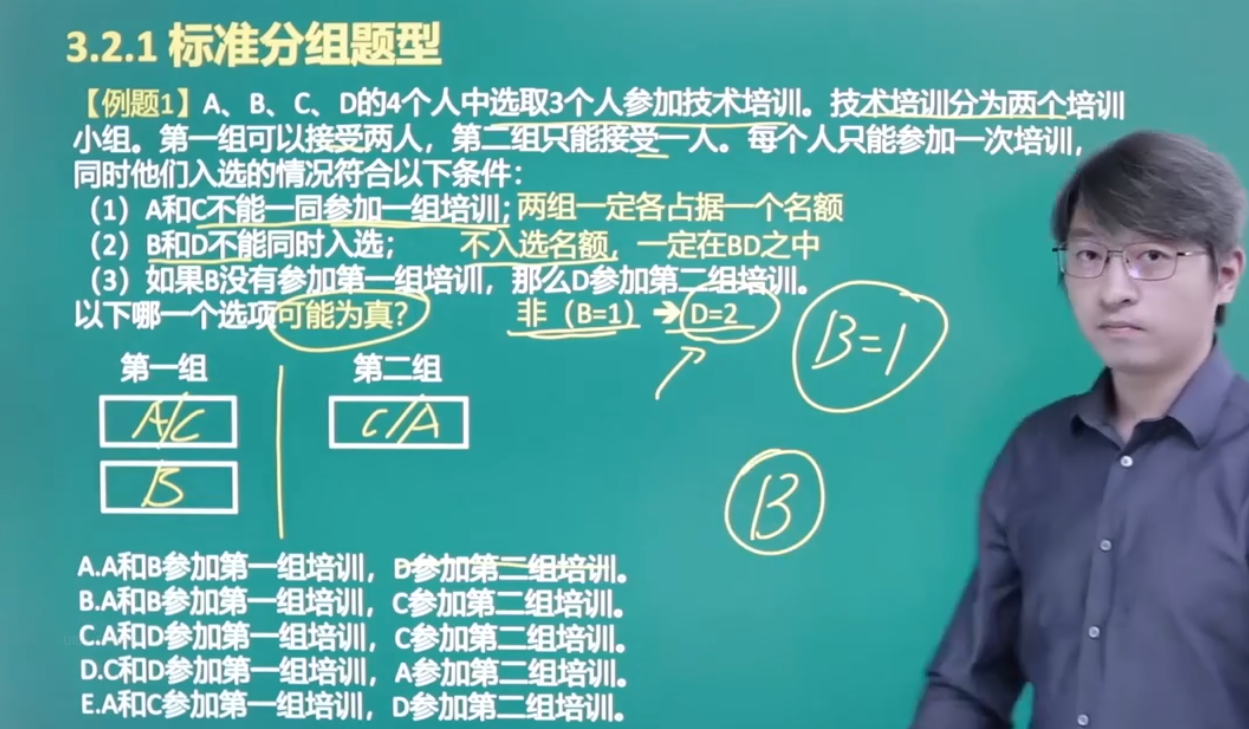 3.2.1 标准分组题型
【例题1】A、B、C、D的4个人中选取3个人参加技术培训。技术培训分为两个培训
小组。第一组可以接受两人，第二组只能接受一人。每个人只能参加一次培训，
同时他们入选的情况符合以下条件：
（1）A和C不能一同参加一组培训；两组一定各占据一个名额
（2）B和D不能同时入选； 不入选名额，一定在BD之中
（3）如果B没有参加第一组培训，那么D参加第二组培训。
以下哪一个选项可能为真？ 非（B=1）➔D=2
B=1
第一组 第二组
A/C C/A
B
B
A.A和B参加第一组培训，D参加第二组培训。
B.A和B参加第一组培训，C参加第二组培训。
C.A和D参加第一组培训，C参加第二组培训。
D.C和D参加第一组培训，A参加第二组培训。
E.A和C参加第一组培训，D参加第二组培训。